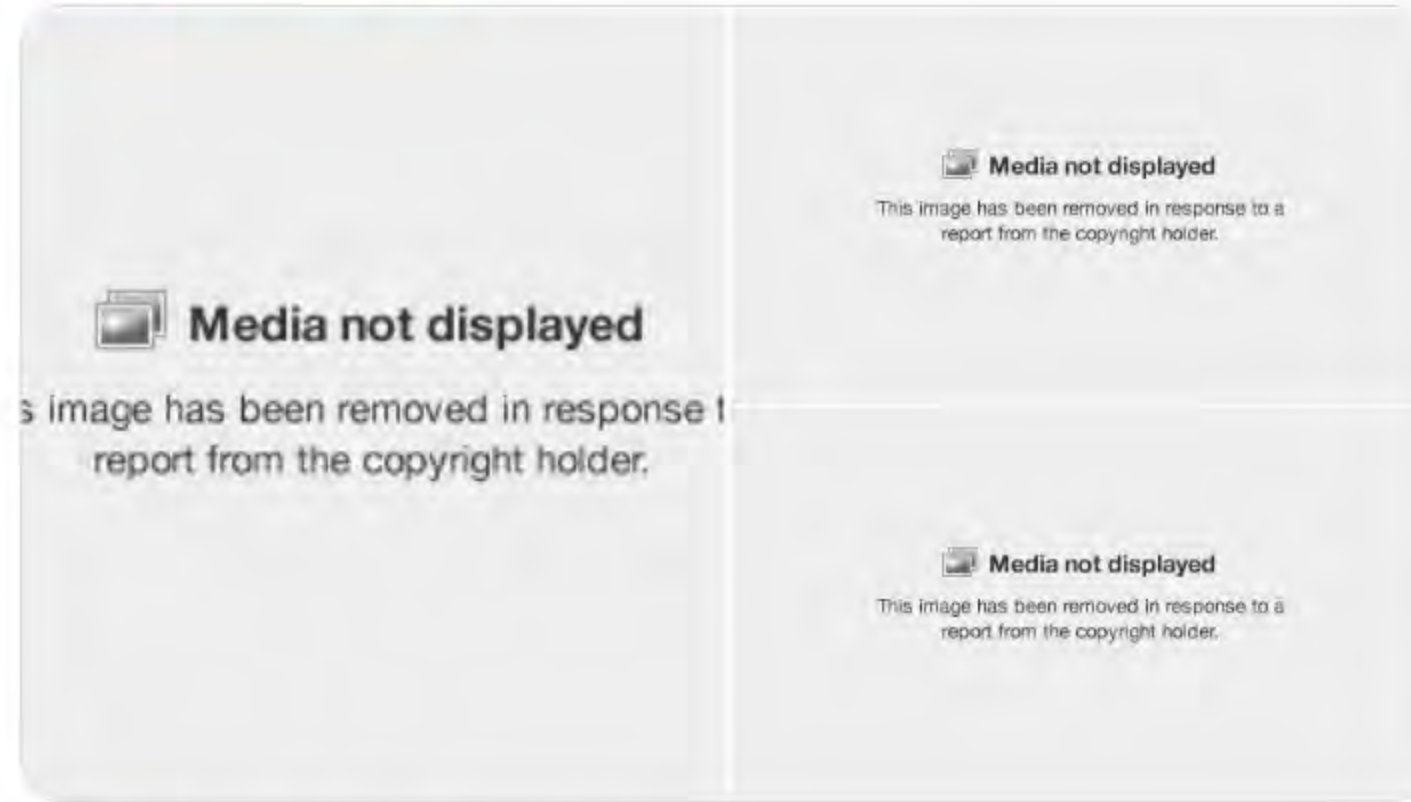 Media not displayed
s image has been removed in response t
report from the copyright holder.
Media not displayed
This image has been removed in response to a
report from the copyright holder.
Media not displayed
This image has been removed in response to a
report from the copyright holder.